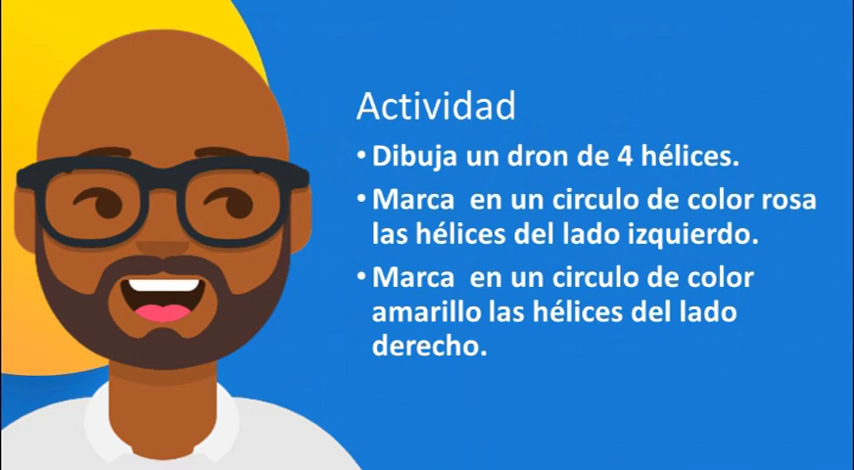 Actividad
• Dibuja un dron de 4 hélices.
• Marca  en un circulo de color rosa
las hélices del lado izquierdo.
• Marca  en un circulo de color
amarillo las hélices del lado
derecho.